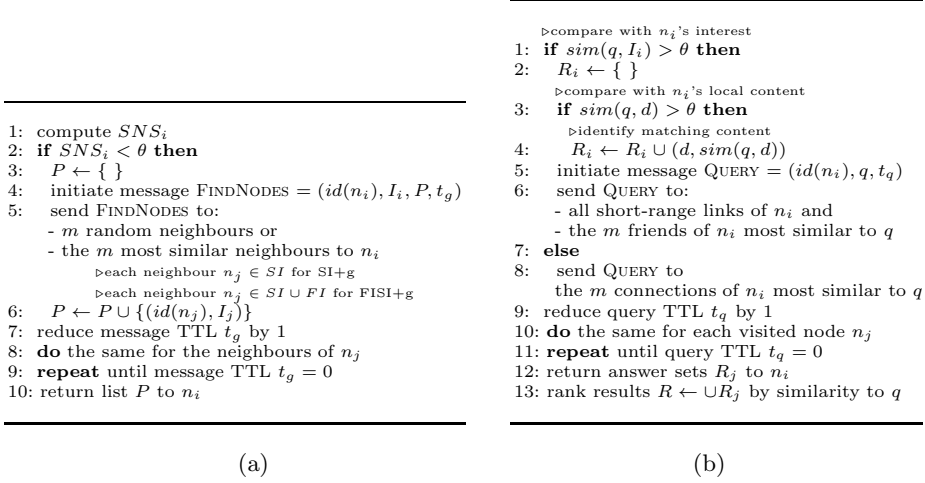 1: compute SNS_i
2: if SNS_i < θ then
3: P ← { }
4: initiate message FINDNODES = (id(n_i), I_i, P, t_g)
5: send FINDNODES to:
- m random neighbours or
- the m most similar neighbours to n_i
▹each neighbour n_j ∈ SI for SI+g
▹each neighbour n_j ∈ SI ∪ FI for FISI+g
6: P ← P ∪ {(id(n_j), I_j)}
7: reduce message TTL t_g by 1
8: do the same for the neighbours of n_j
9: repeat until message TTL t_g = 0
10: return list P to n_i
(a)
▹compare with n_i's interest
1: if sim(q, I_i) > θ then
2: R_i ← { }
▹compare with n_i's local content
3: if sim(q, d) > θ then
▹identify matching content
4: R_i ← R_i ∪ (d, sim(q, d))
5: initiate message QUERY = (id(n_i), q, t_q)
6: send QUERY to:
- all short-range links of n_i and
- the m friends of n_i most similar to q
7: else
8: send QUERY to
the m connections of n_i most similar to q
9: reduce query TTL t_q by 1
10: do the same for each visited node n_j
11: repeat until query TTL t_q = 0
12: return answer sets R_j to n_i
13: rank results R ← ∪R_j by similarity to q
(b)